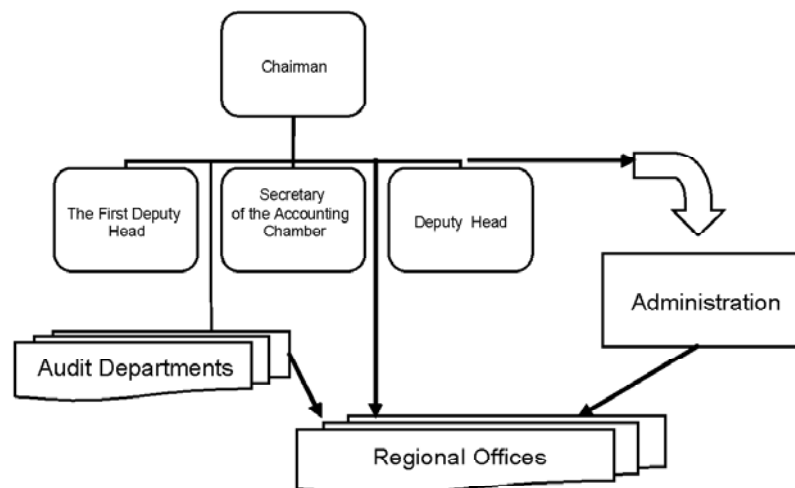 Chairman
The First Deputy
Head
Secretary
of the Accounting
Chamber
Deputy Head
Administration
Audit Departments
Regional Offices